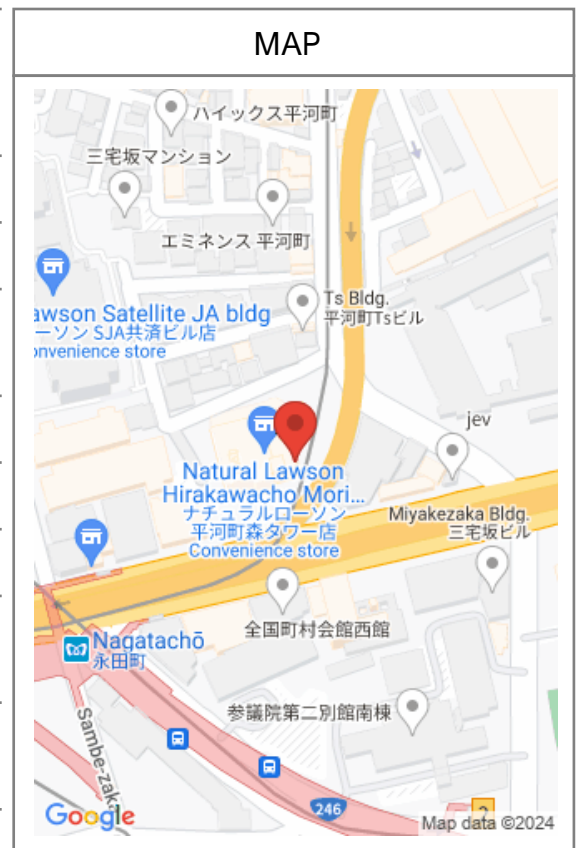 MAP
ハイックス平河町
三宅坂マンション
エミネンス 平河町
Ts Bldg.
平河町Tsビル
awson Satellite JA bldg
ーソン SJA共済ビル店
onvenience store
jev
Natural Lawson
Hirakawacho Mori...
ナチュラルローソン
平河町森タワー店
Convenience store
Miyakezaka Bldg.
三宅坂ビル
全国町村会館西館
Nagatachō
永田町
参議院第二別館南棟
Sambe-zaka
246
2
Google
Map data ©2024